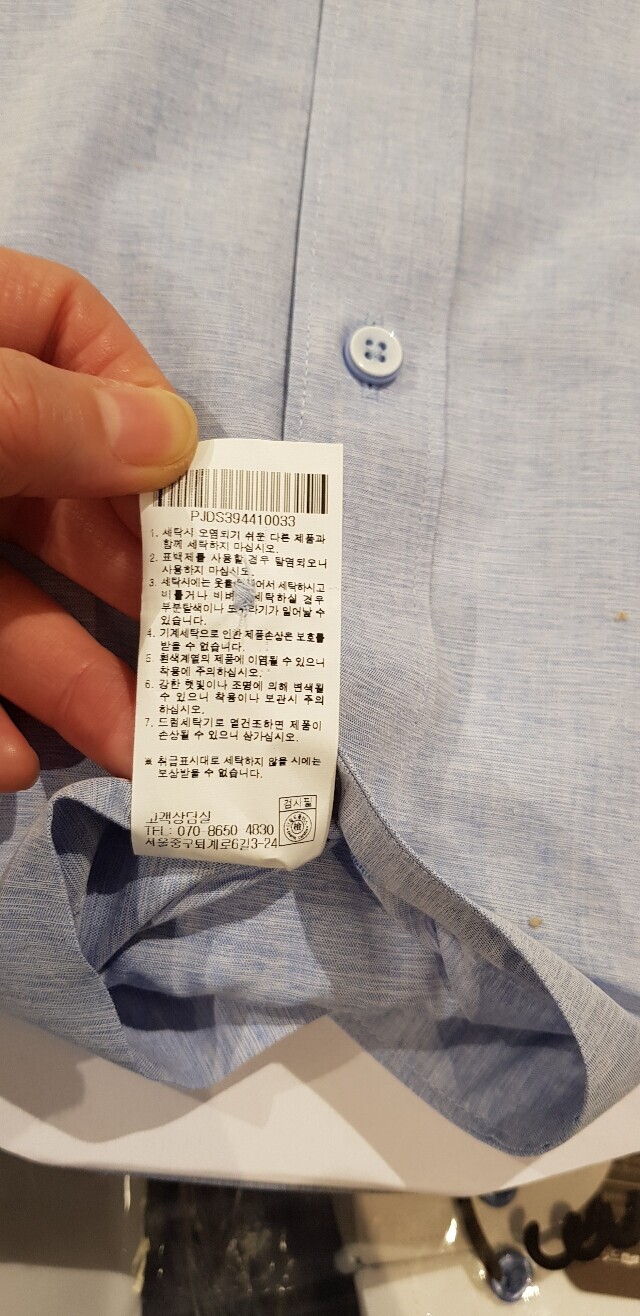 PJDS394410033
1. 세탁시 오염되기 쉬운 다른 제품과
함께 세탁하지 마십시오.
2. 표백제를 사용할 경우 탈염되오니
사용하지 마십시오.
3. 세탁시에는 옷을 어서 세탁하시고
비틀거나 비벼 세탁하실 경우
부분탈색이나 일어날 수
있습니다.
4. 기계세탁으로 인한 제품손상은 보호를
받을 수 없습니다.
5. 흰색계열의 제품에 이염될 수 있으니
착용에 주의하십시오.
6. 강한 햇빛이나 조명에 의해 변색될
수 있으니 착용이나 보관시 주의
하십시오.
7. 드럼세탁기로 열건조하면 제품이
손상될 수 있으니 삼가십시오.
※ 취급표시대로 세탁하지 않을 시에는
보상받을 수 없습니다.
검사필
고객상담실
TEL: 070-8650-4830
서울중구퇴계로6길3-24